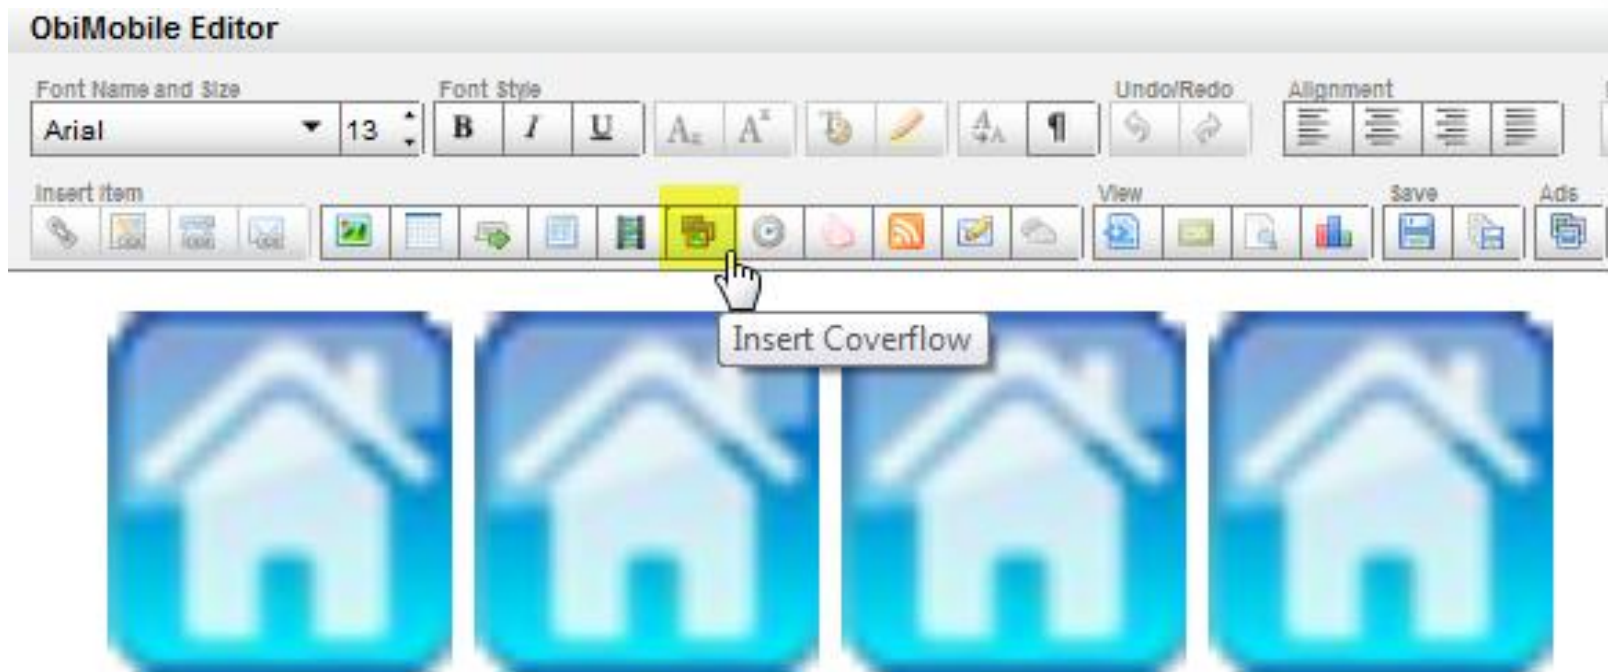 ObiMobile Editor
Font Name and Size Font Style Undo/Redo Alignment
Arial 13 B I U
Insert Item View Save Ads
Insert Coverflow